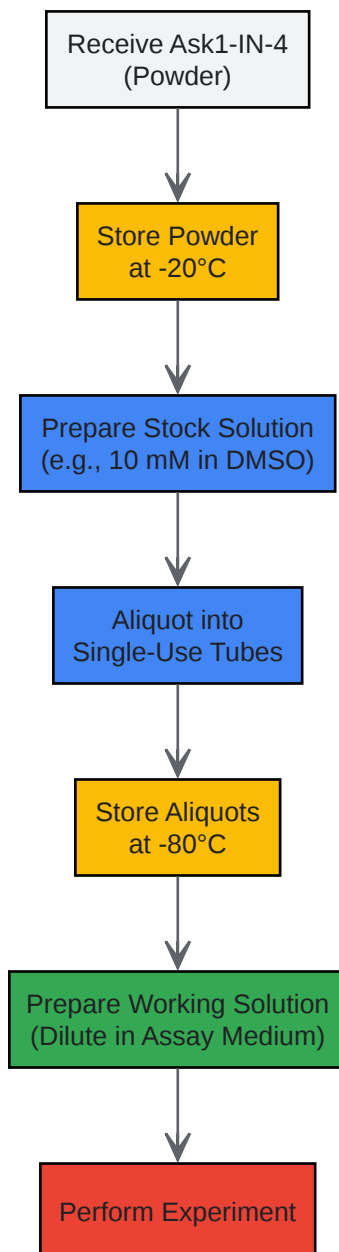 Receive Ask1-IN-4
(Powder)
Store Powder
at -20°C
Prepare Stock Solution
(e.g., 10 mM in DMSO)
Aliquot into
Single-Use Tubes
Store Aliquots
at -80°C
Prepare Working Solution
(Dilute in Assay Medium)
Perform Experiment